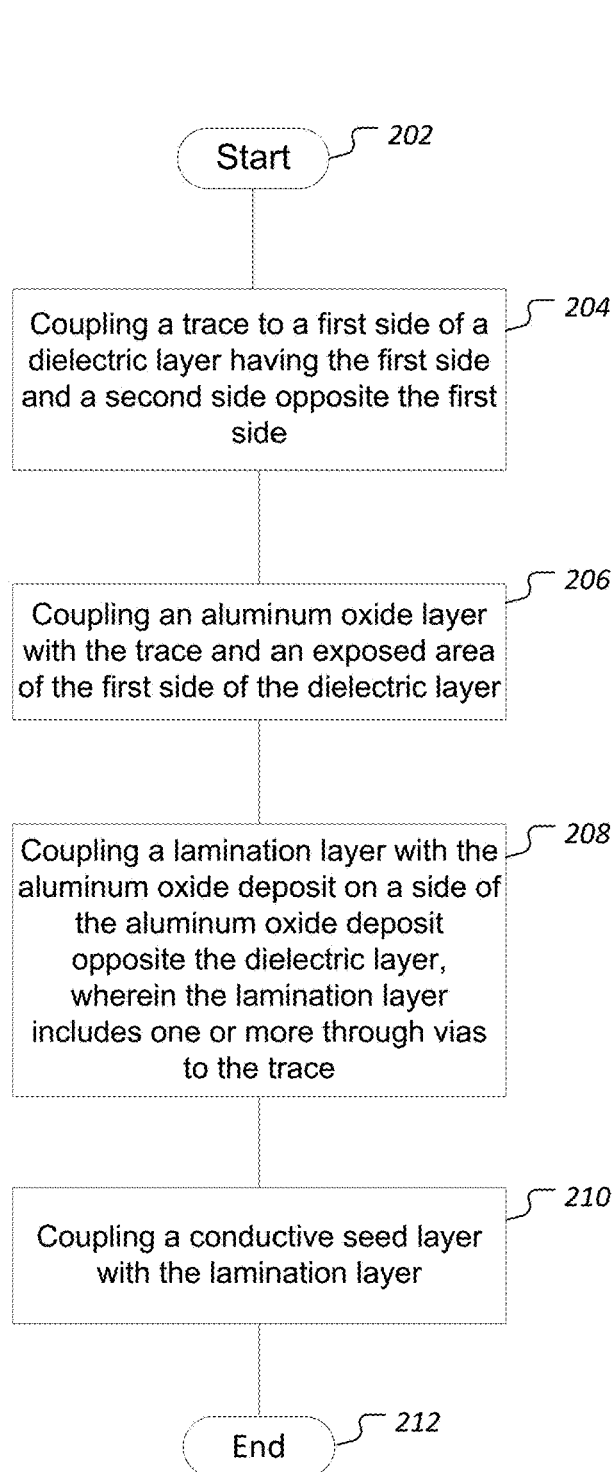 Start
202
Coupling a trace to a first side of a
dielectric layer having the first side
and a second side opposite the first
side
204
Coupling an aluminum oxide layer
with the trace and an exposed area
of the first side of the dielectric layer
206
Coupling a lamination layer with the
aluminum oxide deposit on a side of
the aluminum oxide deposit
opposite the dielectric layer,
wherein the lamination layer
includes one or more through vias
to the trace
208
Coupling a conductive seed layer
with the lamination layer
210
End
212